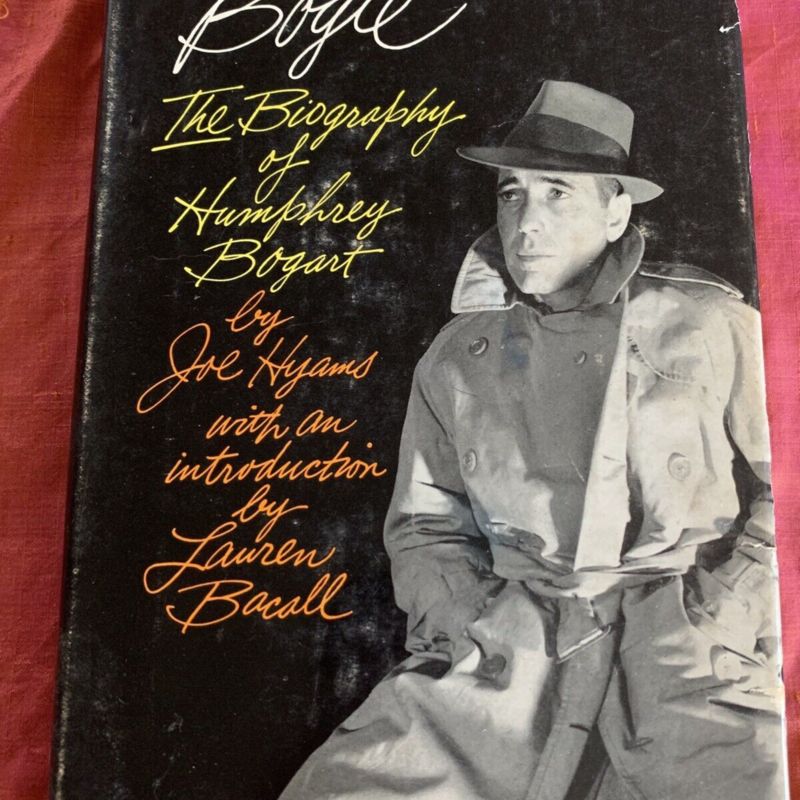 Bogie
The Biography
of
Humphrey
Bogart
by
Joe Hyams
with an
introduction
by
Lauren
Bacall